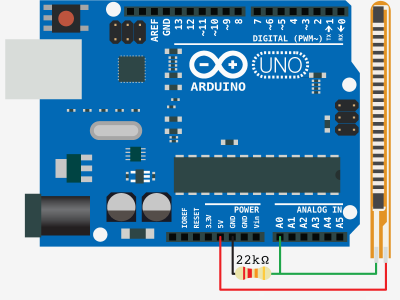 AREF
GND
13
12
~11
~10
~9
8
7
~6
~5
4
~3
2
TX→1
RX←0
DIGITAL (PWM~)
UNO
ARDUINO
IOREF
RESET
3.3V
5V
GND
GND
Vin
POWER
ANALOG IN
A0
A1
A2
A3
A4
A5
22kΩ